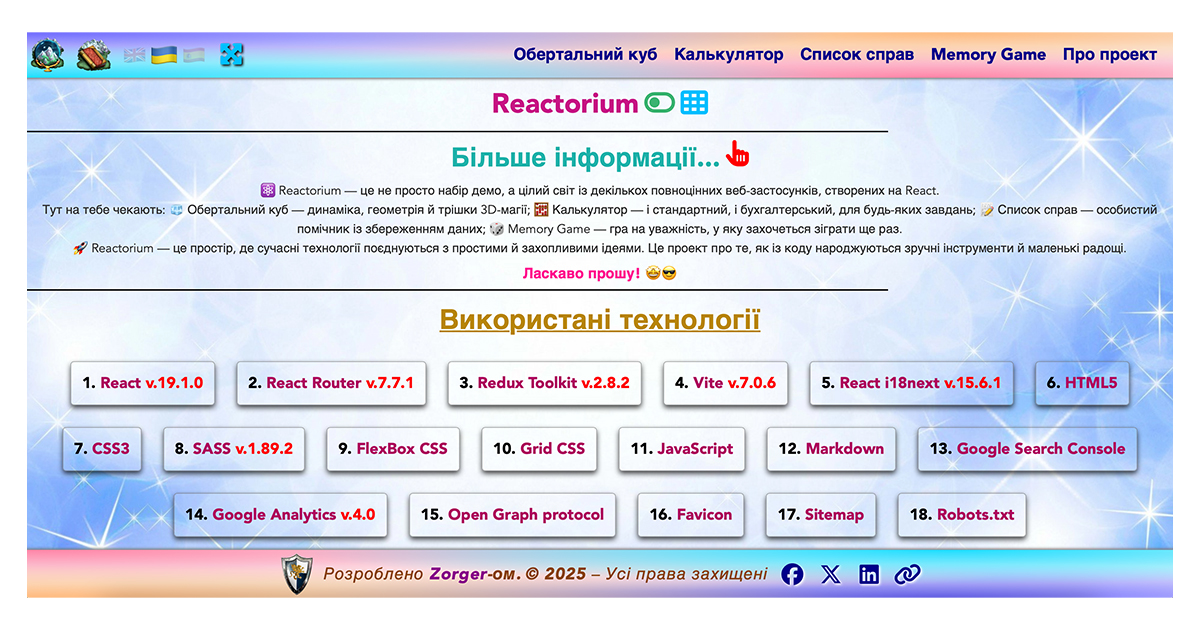 Обертальний куб Калькулятор Список справ Memory Game Про проект
Reactorium
Більше інформації...
Reactorium — це не просто набір демо, а цілий світ із декількох повноцінних веб-застосунків, створених на React.
Тут на тебе чекають: Обертальний куб — динаміка, геометрія й трішки 3D-магії; Калькулятор — і стандартний, і бухгалтерський, для будь-яких завдань; Список справ — особистий
помічник із збереженням даних; Memory Game — гра на уважність, у яку захочеться зіграти ще раз.
Reactorium — це простір, де сучасні технології поєднуються з простими й захопливими ідеями. Це проект про те, як із коду народжуються зручні інструменти й маленькі радощі.
Ласкаво прошу! 🤩😎
Використані технології
1. React v.19.1.0 2. React Router v.7.7.1 3. Redux Toolkit v.2.8.2 4. Vite v.7.0.6 5. React i18next v.15.6.1 6. HTML5
7. CSS3 8. SASS v.1.89.2 9. FlexBox CSS 10. Grid CSS 11. JavaScript 12. Markdown 13. Google Search Console
14. Google Analytics v.4.0 15. Open Graph protocol 16. Favicon 17. Sitemap 18. Robots.txt
Розроблено Zorger-ом. © 2025 – Усі права захищені